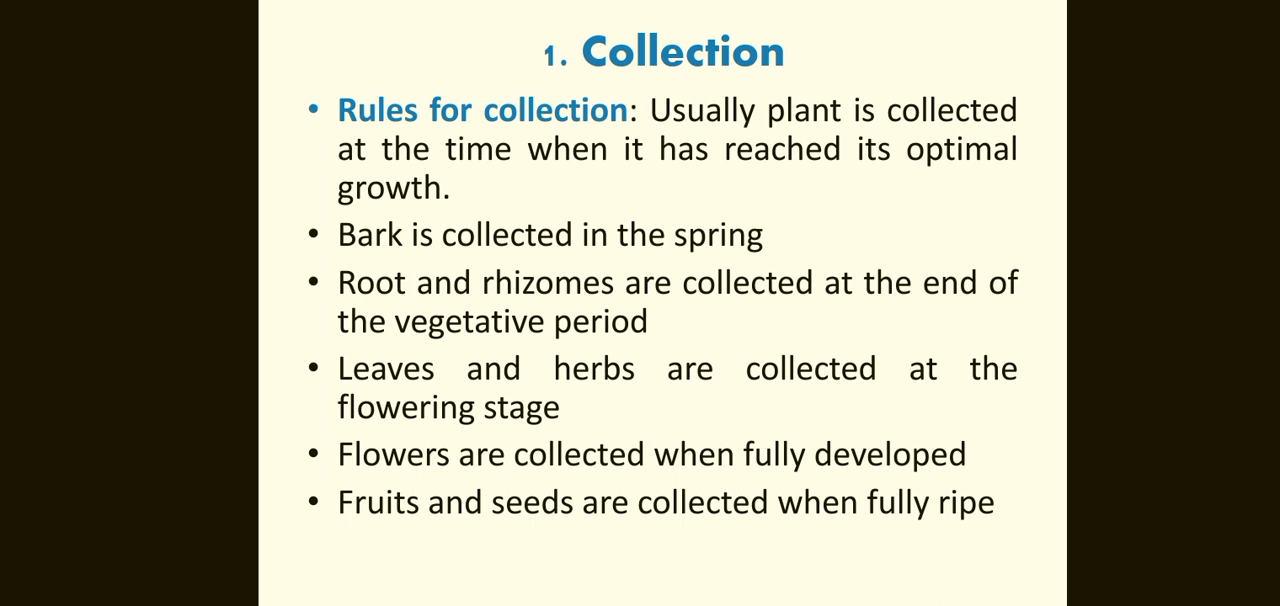 1. Collection
• Rules for collection: Usually plant is collected
at the time when it has reached its optimal
growth.
• Bark is collected in the spring
• Root and rhizomes are collected at the end of
the vegetative period
• Leaves and herbs are collected at the
flowering stage
• Flowers are collected when fully developed
• Fruits and seeds are collected when fully ripe